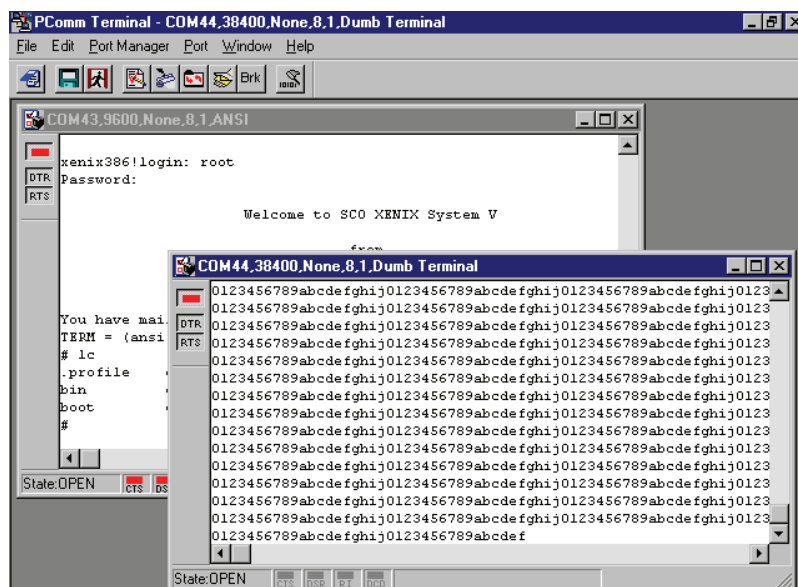 PComm Terminal - COM44,38400,None,8,1,Dumb Terminal
File Edit Port Manager Port Window Help
Brk
COM43,9600,None,8,1,ANSI
DTR
RTS
xenix386!login: root
Password:
Welcome to SCO XENIX System V
from
You have mai
TERM = (ansi
# lc
.profile
bin
boot
#
State:OPEN CTS DS
COM44,38400,None,8,1,Dumb Terminal
DTR
RTS
0123456789abcdefghij0123456789abcdefghij0123456789abcdefghij0123
0123456789abcdefghij0123456789abcdefghij0123456789abcdefghij0123
0123456789abcdefghij0123456789abcdefghij0123456789abcdefghij0123
0123456789abcdefghij0123456789abcdefghij0123456789abcdefghij0123
0123456789abcdefghij0123456789abcdefghij0123456789abcdefghij0123
0123456789abcdefghij0123456789abcdefghij0123456789abcdefghij0123
0123456789abcdefghij0123456789abcdefghij0123456789abcdefghij0123
0123456789abcdefghij0123456789abcdefghij0123456789abcdefghij0123
0123456789abcdefghij0123456789abcdefghij0123456789abcdefghij0123
0123456789abcdefghij0123456789abcdefghij0123456789abcdefghij0123
0123456789abcdefghij0123456789abcdefghij0123456789abcdefghij0123
0123456789abcdefghij0123456789abcdefghij0123456789abcdefghij0123
0123456789abcdefghij0123456789abcdefghij0123456789abcdefghij0123
0123456789abcdefghij0123456789abcdefghij0123456789abcdefghij0123
0123456789abcdefghij0123456789abcdef
State:OPEN CTS DSR RI DCD